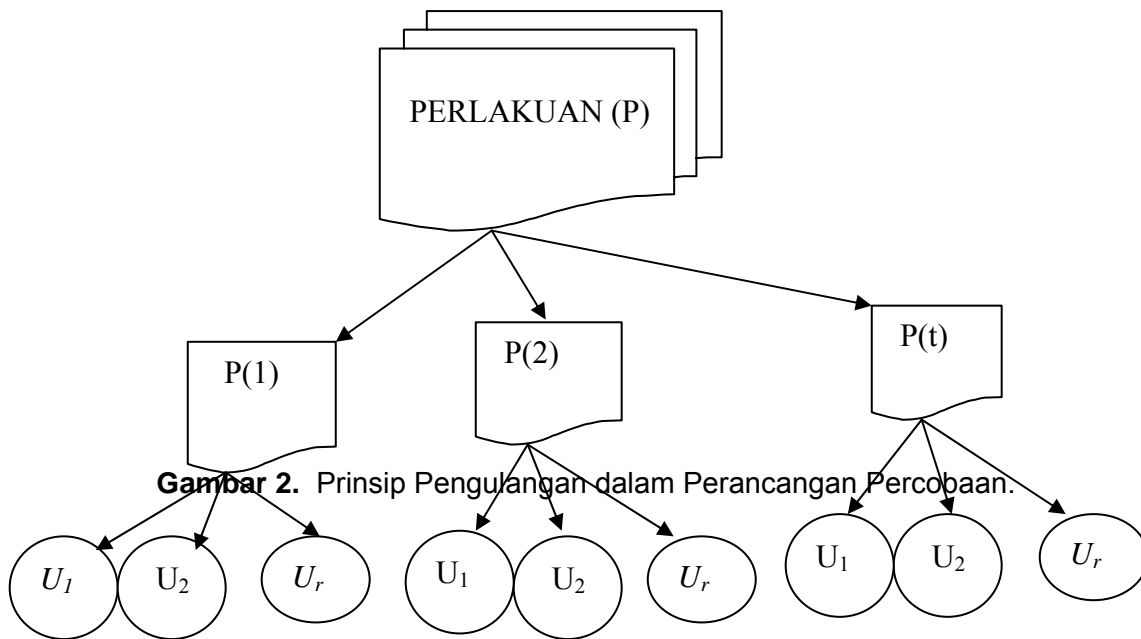 PERLAKUAN (P)
P(1)
P(2)
P(t)
Gambar 2. Prinsip Pengulangan dalam Perancangan Percobaan.
U1 U2 Ur U1 U2 Ur U1 U2 Ur